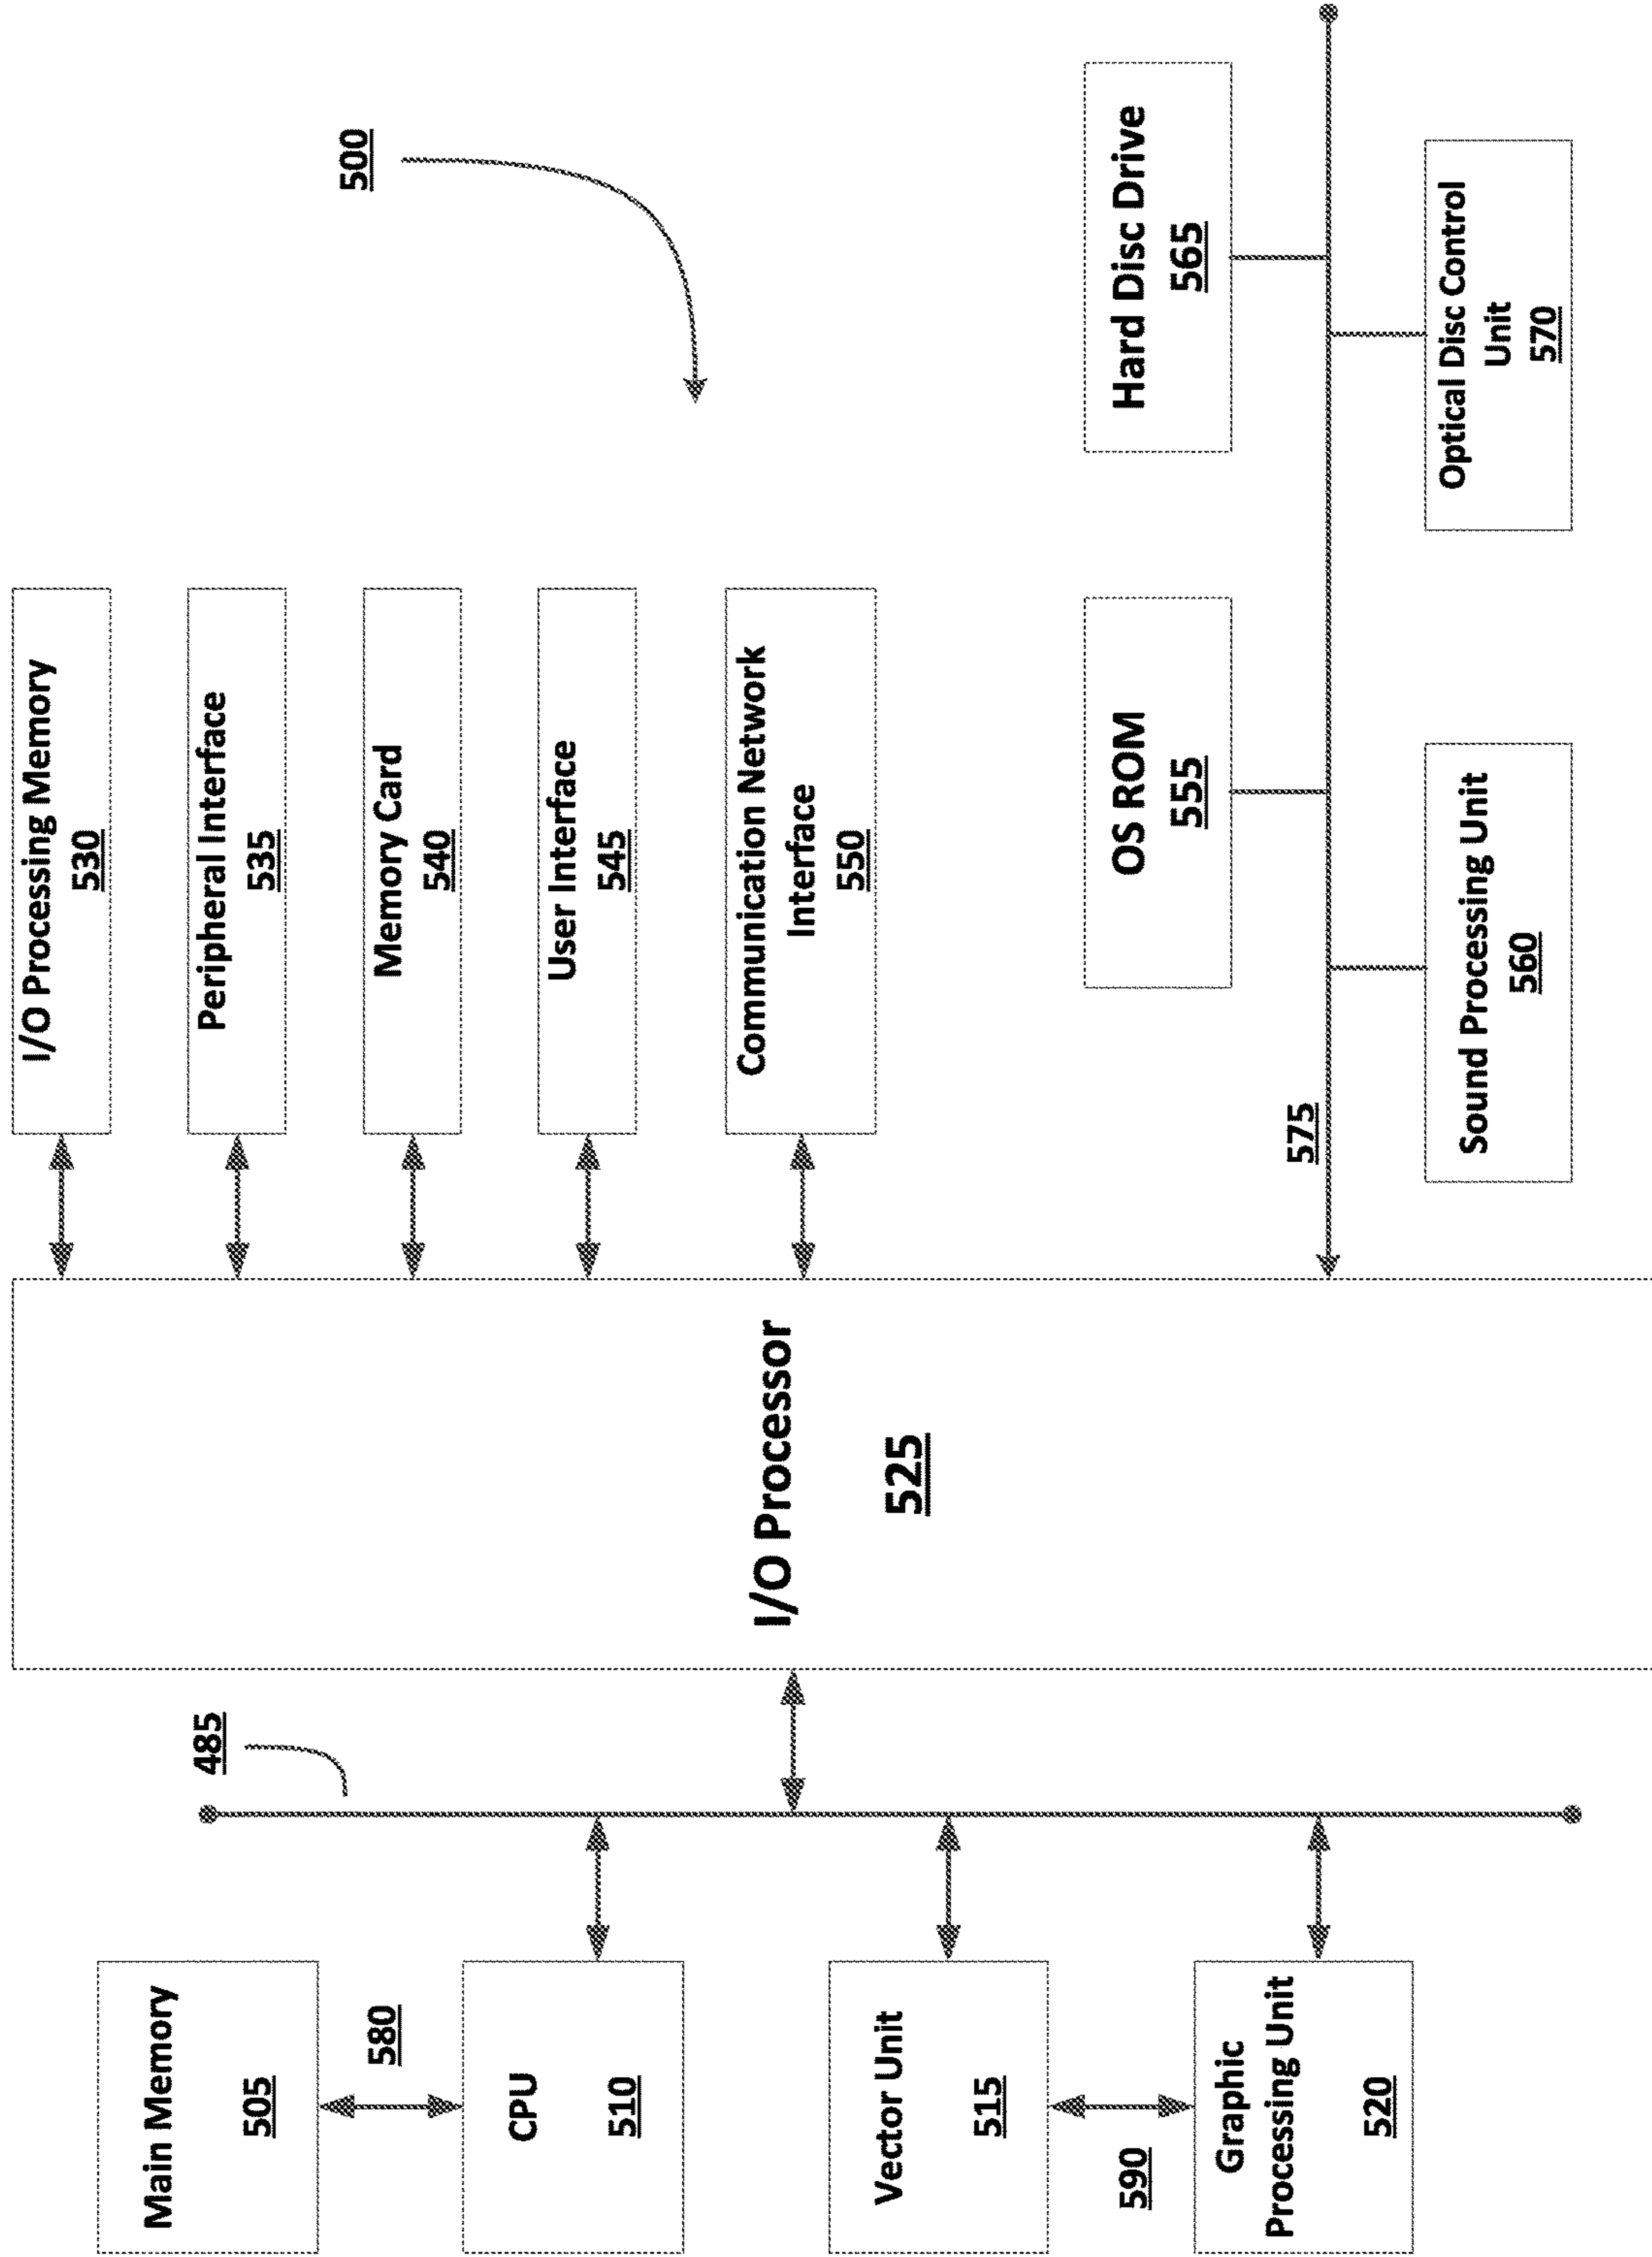 Main Memory
505
580
CPU
510
Vector Unit
515
590
Graphic
Processing Unit
520
485
I/O Processor
525
I/O Processing Memory
530
Peripheral Interface
535
Memory Card
540
User Interface
545
Communication Network
Interface
550
500
575
OS ROM
555
Sound Processing Unit
560
Hard Disc Drive
565
Optical Disc Control
Unit
570